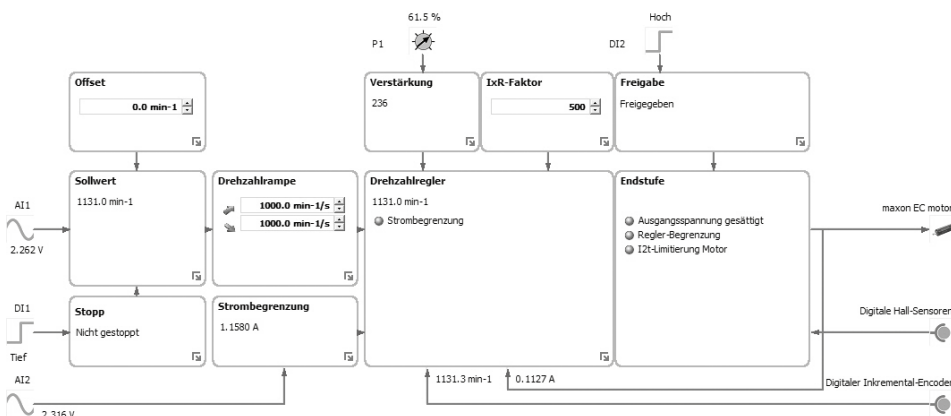 61.5 %
Hoch
P1
DI2
Offset
0.0 min-1
Verstärkung
236
IxR-Faktor
500
Freigabe
Freigegeben
AI1
2.262 V
Sollwert
1131.0 min-1
Drehzahlrampe
1000.0 min-1/s
1000.0 min-1/s
Drehzahlregler
1131.0 min-1
Strombegrenzung
Endstufe
Ausgangsspannung gesättigt
Regler-Begrenzung
I2t-Limitierung Motor
maxon EC motor
DI1
Tief
Stopp
Nicht gestoppt
Strombegrenzung
1.1580 A
Digitale Hall-Sensoren
AI2
2.316 V
1131.3 min-1
0.1127 A
Digitaler Inkremental-Encoder